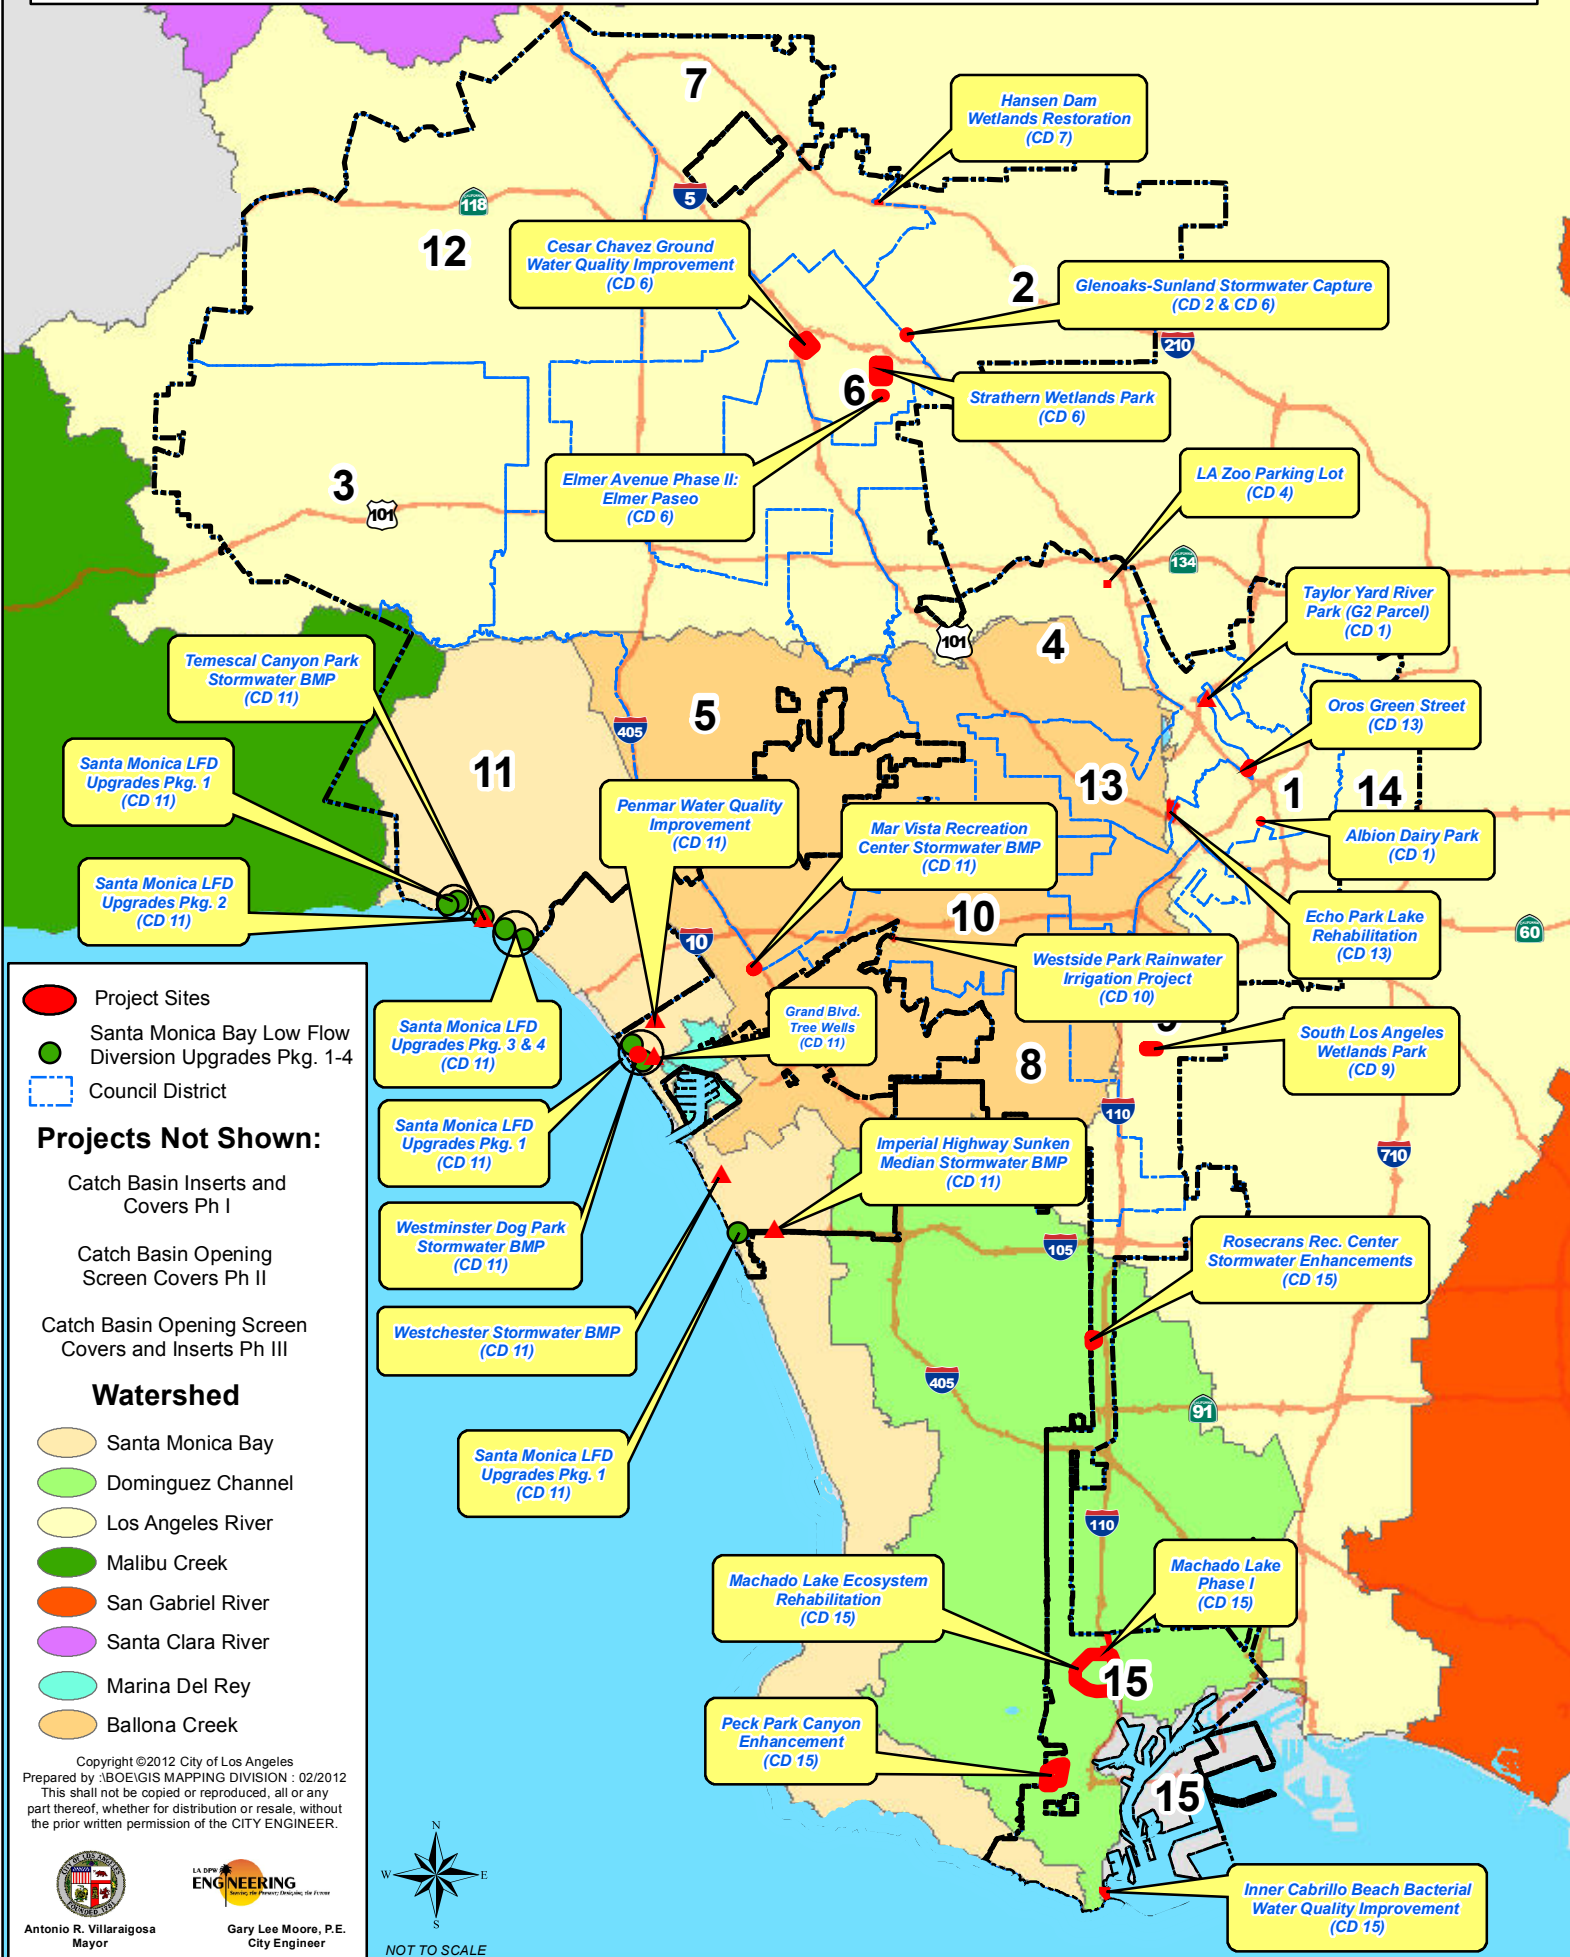 7
Hansen Dam
Wetlands Restoration
(CD 7)
5
118
12
Cesar Chavez Ground
Water Quality Improvement
(CD 6)
2
Glenoaks-Sunland Stormwater Capture
(CD 2 & CD 6)
210
6
Strathern Wetlands Park
(CD 6)
3
101
Elmer Avenue Phase II:
Elmer Paseo
(CD 6)
LA Zoo Parking Lot
(CD 4)
CALIFORNIA
134
Taylor Yard River
Park (G2 Parcel)
(CD 1)
101
4
Temescal Canyon Park
Stormwater BMP
(CD 11)
5
405
Oros Green Street
(CD 13)
Santa Monica LFD
Upgrades Pkg. 1
(CD 11)
11
13
1
14
Penmar Water Quality
Improvement
(CD 11)
Mar Vista Recreation
Center Stormwater BMP
(CD 11)
Albion Dairy Park
(CD 1)
Santa Monica LFD
Upgrades Pkg. 2
(CD 11)
10
10
Echo Park Lake
Rehabilitation
(CD 13)
60
Westside Park Rainwater
Irrigation Project
(CD 10)
Santa Monica LFD
Upgrades Pkg. 3 & 4
(CD 11)
Grand Blvd.
Tree Wells
(CD 11)
8
South Los Angeles
Wetlands Park
(CD 9)
110
Santa Monica LFD
Upgrades Pkg. 1
(CD 11)
Imperial Highway Sunken
Median Stormwater BMP
(CD 11)
710
Westminster Dog Park
Stormwater BMP
(CD 11)
105
Rosecrans Rec. Center
Stormwater Enhancements
(CD 15)
Westchester Stormwater BMP
(CD 11)
405
CALIFORNIA
91
Santa Monica LFD
Upgrades Pkg. 1
(CD 11)
110
Machado Lake Ecosystem
Rehabilitation
(CD 15)
Machado Lake
Phase I
(CD 15)
15
Peck Park Canyon
Enhancement
(CD 15)
15
Inner Cabrillo Beach Bacterial
Water Quality Improvement
(CD 15)
Project Sites
Santa Monica Bay Low Flow
Diversion Upgrades Pkg. 1-4
Council District
Projects Not Shown:
Catch Basin Inserts and
Covers Ph I
Catch Basin Opening
Screen Covers Ph II
Catch Basin Opening Screen
Covers and Inserts Ph III
Watershed
Santa Monica Bay
Dominguez Channel
Los Angeles River
Malibu Creek
San Gabriel River
Santa Clara River
Marina Del Rey
Ballona Creek
Copyright ©2012 City of Los Angeles
Prepared by :\BOE\GIS MAPPING DIVISION : 02/2012
This shall not be copied or reproduced, all or any
part thereof, whether for distribution or resale, without
the prior written permission of the CITY ENGINEER.
CITY OF LOS ANGELES
FOUNDED 1781
LA DPW
ENGINEERING
Serving the Present; Designing the Future
Antonio R. Villaraigosa
Mayor
Gary Lee Moore, P.E.
City Engineer
N
W
E
S
NOT TO SCALE